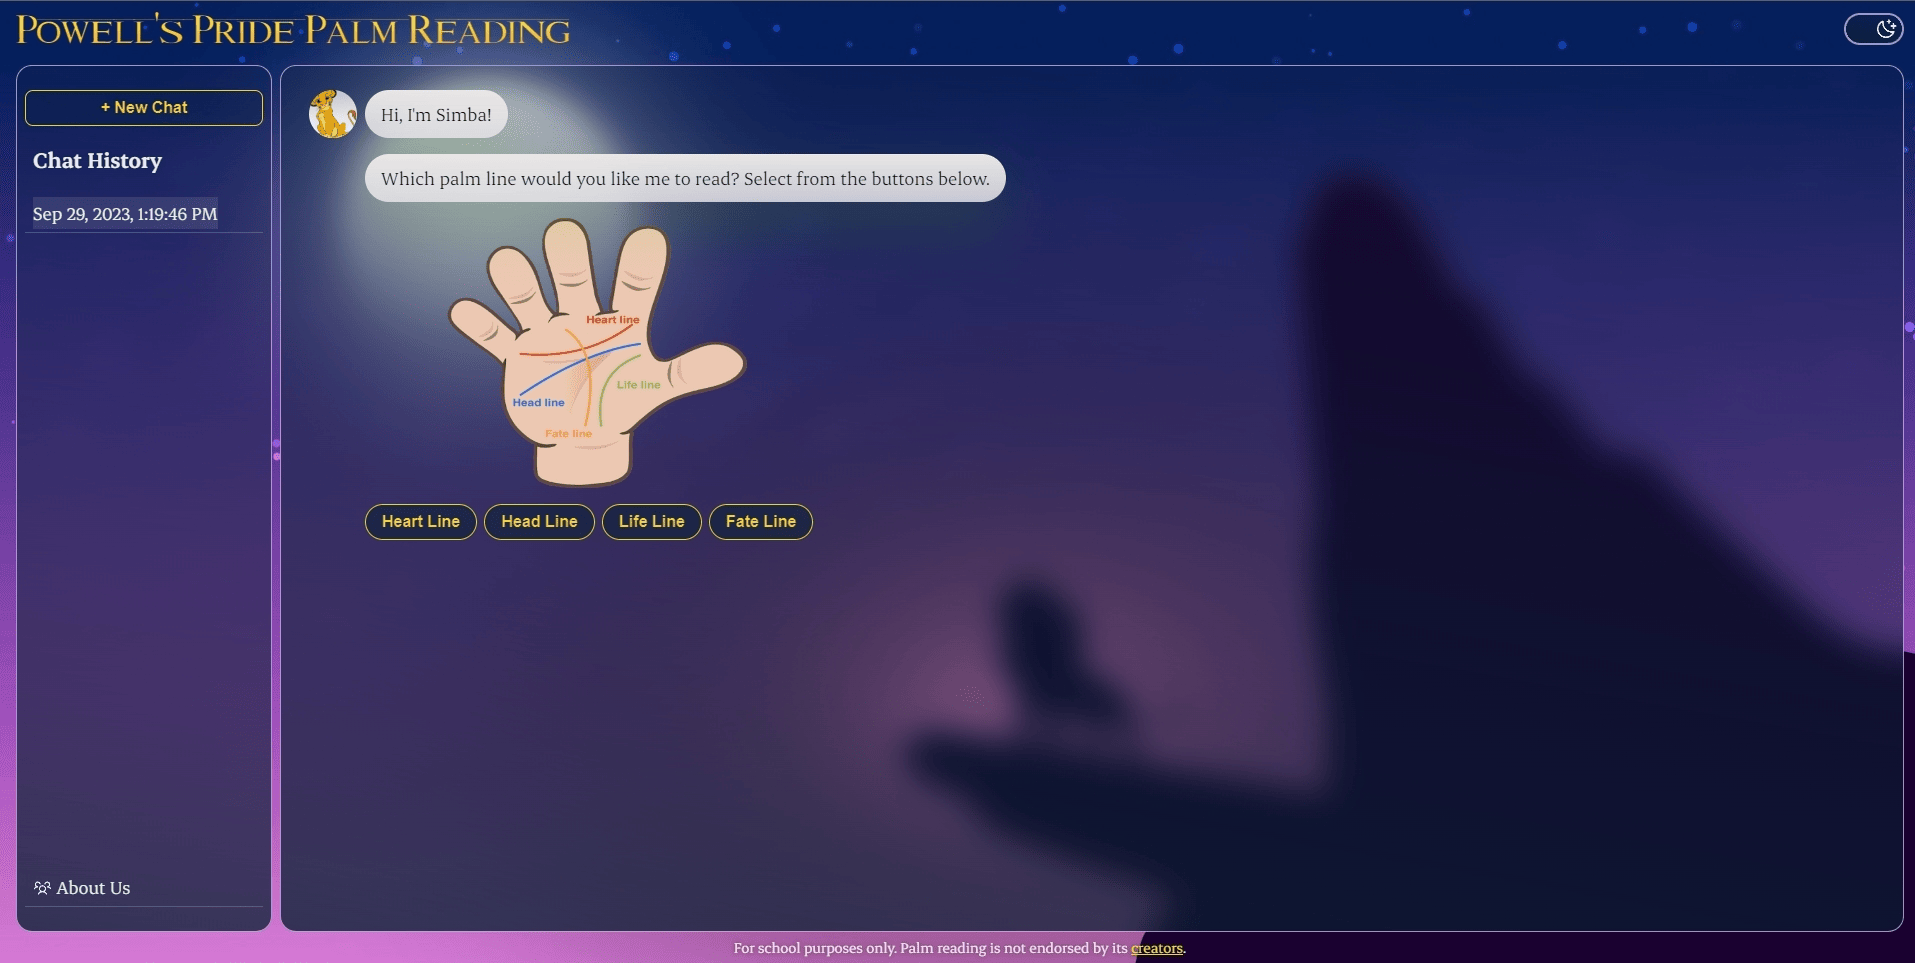 Powell's Pride Palm Reading
+ New Chat
Chat History
Sep 29, 2023, 1:19:46 PM
About Us
Hi, I'm Simba!
Which palm line would you like me to read? Select from the buttons below.
Heart line
Life line
Head line
Fate line
Heart Line
Head Line
Life Line
Fate Line
For school purposes only. Palm reading is not endorsed by its creators.